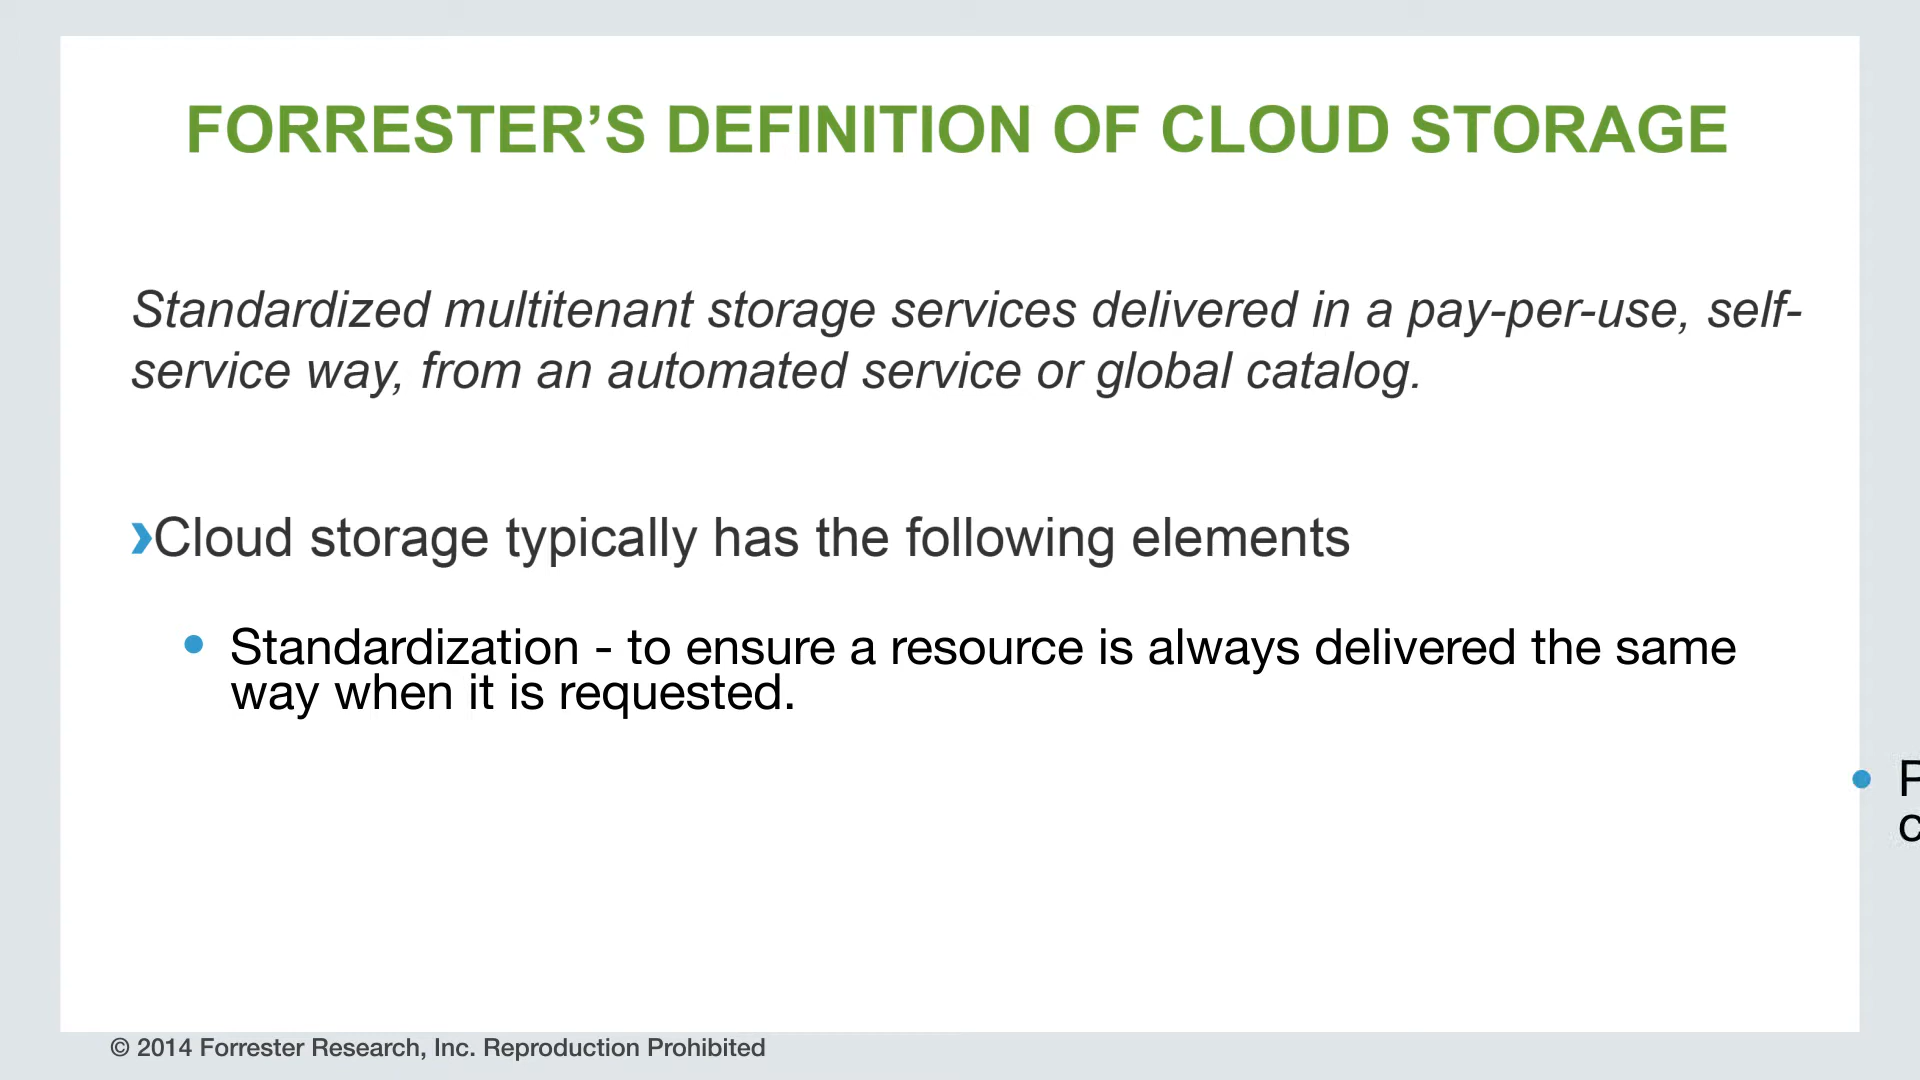 FORRESTER’S DEFINITION OF CLOUD STORAGE
Standardized multitenant storage services delivered in a pay-per-use, self-
service way, from an automated service or global catalog.
›Cloud storage typically has the following elements
• Standardization - to ensure a resource is always delivered the same
way when it is requested.
© 2014 Forrester Research, Inc. Reproduction Prohibited